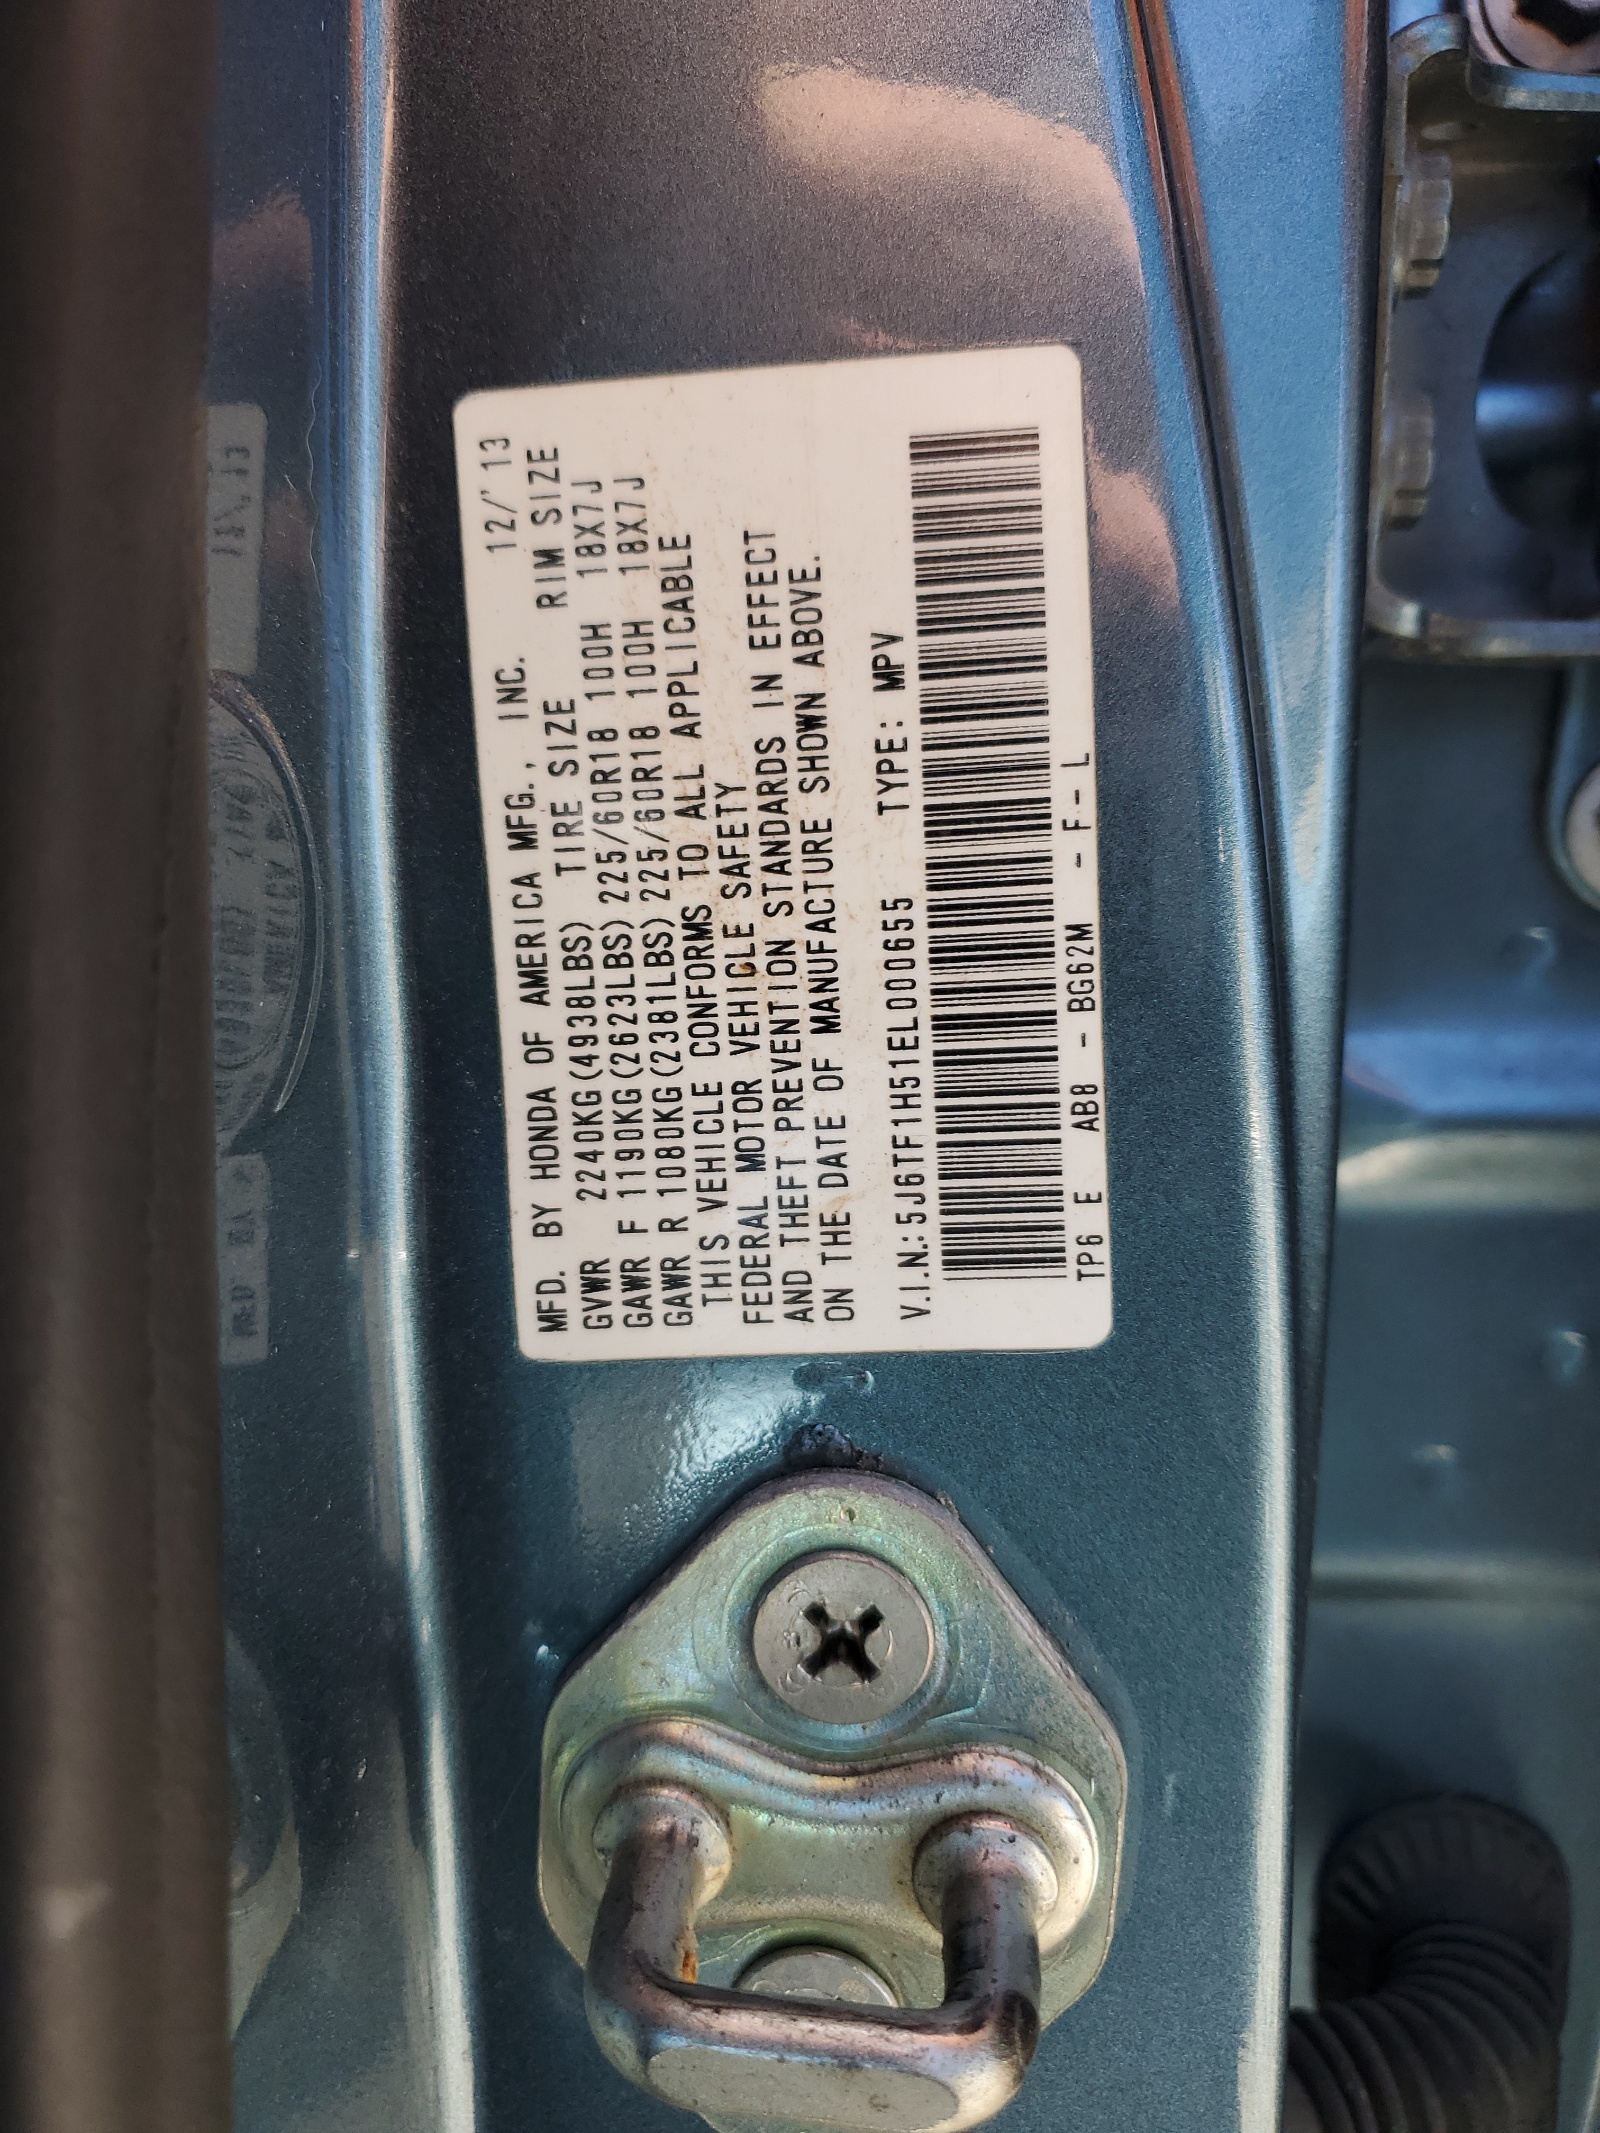 MFD. BY HONDA OF AMERICA MFG., INC. 12/'13
GVWR 2240KG(4938LBS) TIRE SIZE RIM SIZE
GAWR F 1190KG(2623LBS) 225/60R18 100H 18X7J
GAWR R 1080KG(2381LBS) 225/60R18 100H 18X7J
THIS VEHICLE CONFORMS TO ALL APPLICABLE
FEDERAL MOTOR VEHICLE SAFETY
AND THEFT PREVENTION STANDARDS IN EFFECT
ON THE DATE OF MANUFACTURE SHOWN ABOVE.
V.I.N.:5J6TF1H51EL000655 TYPE: MPV
TP6 E AB8 - BG62M - F-L